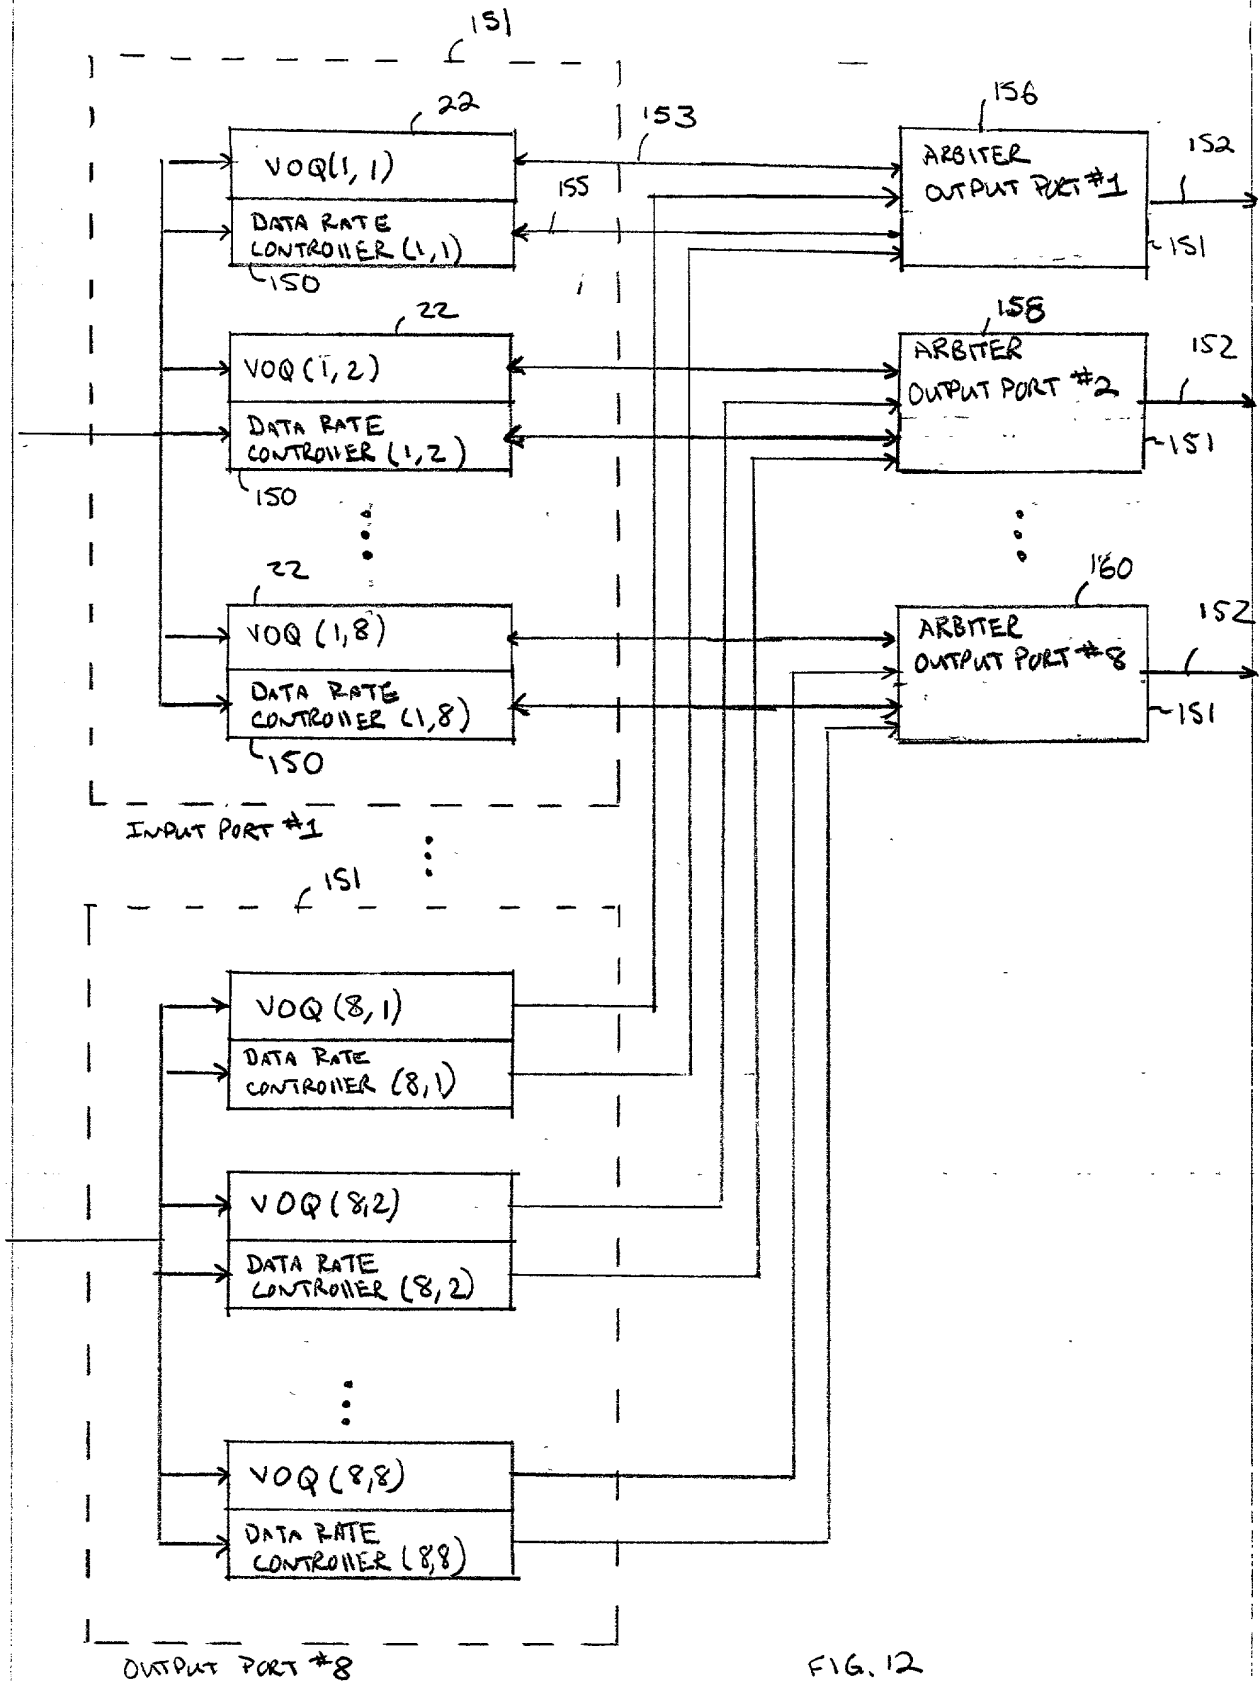 151
22
VOQ(1, 1)
DATA RATE
CONTROLLER (1,1)
150
153
155
156
ARBITER
OUTPUT PORT #1
152
151
22
VOQ(1, 2)
DATA RATE
CONTROLLER (1,2)
150
158
ARBITER
OUTPUT PORT #2
152
151
22
VOQ (1,8)
DATA RATE
CONTROLLER (1,8)
150
160
ARBITER
OUTPUT PORT #8
152
151
INPUT PORT #1
151
VOQ (8, 1)
DATA RATE
CONTROLLER (8,1)
VOQ (8,2)
DATA RATE
CONTROLLER (8,2)
VOQ (8,8)
DATA RATE
CONTROLLER (8,8)
OUTPUT PORT #8
FIG. 12